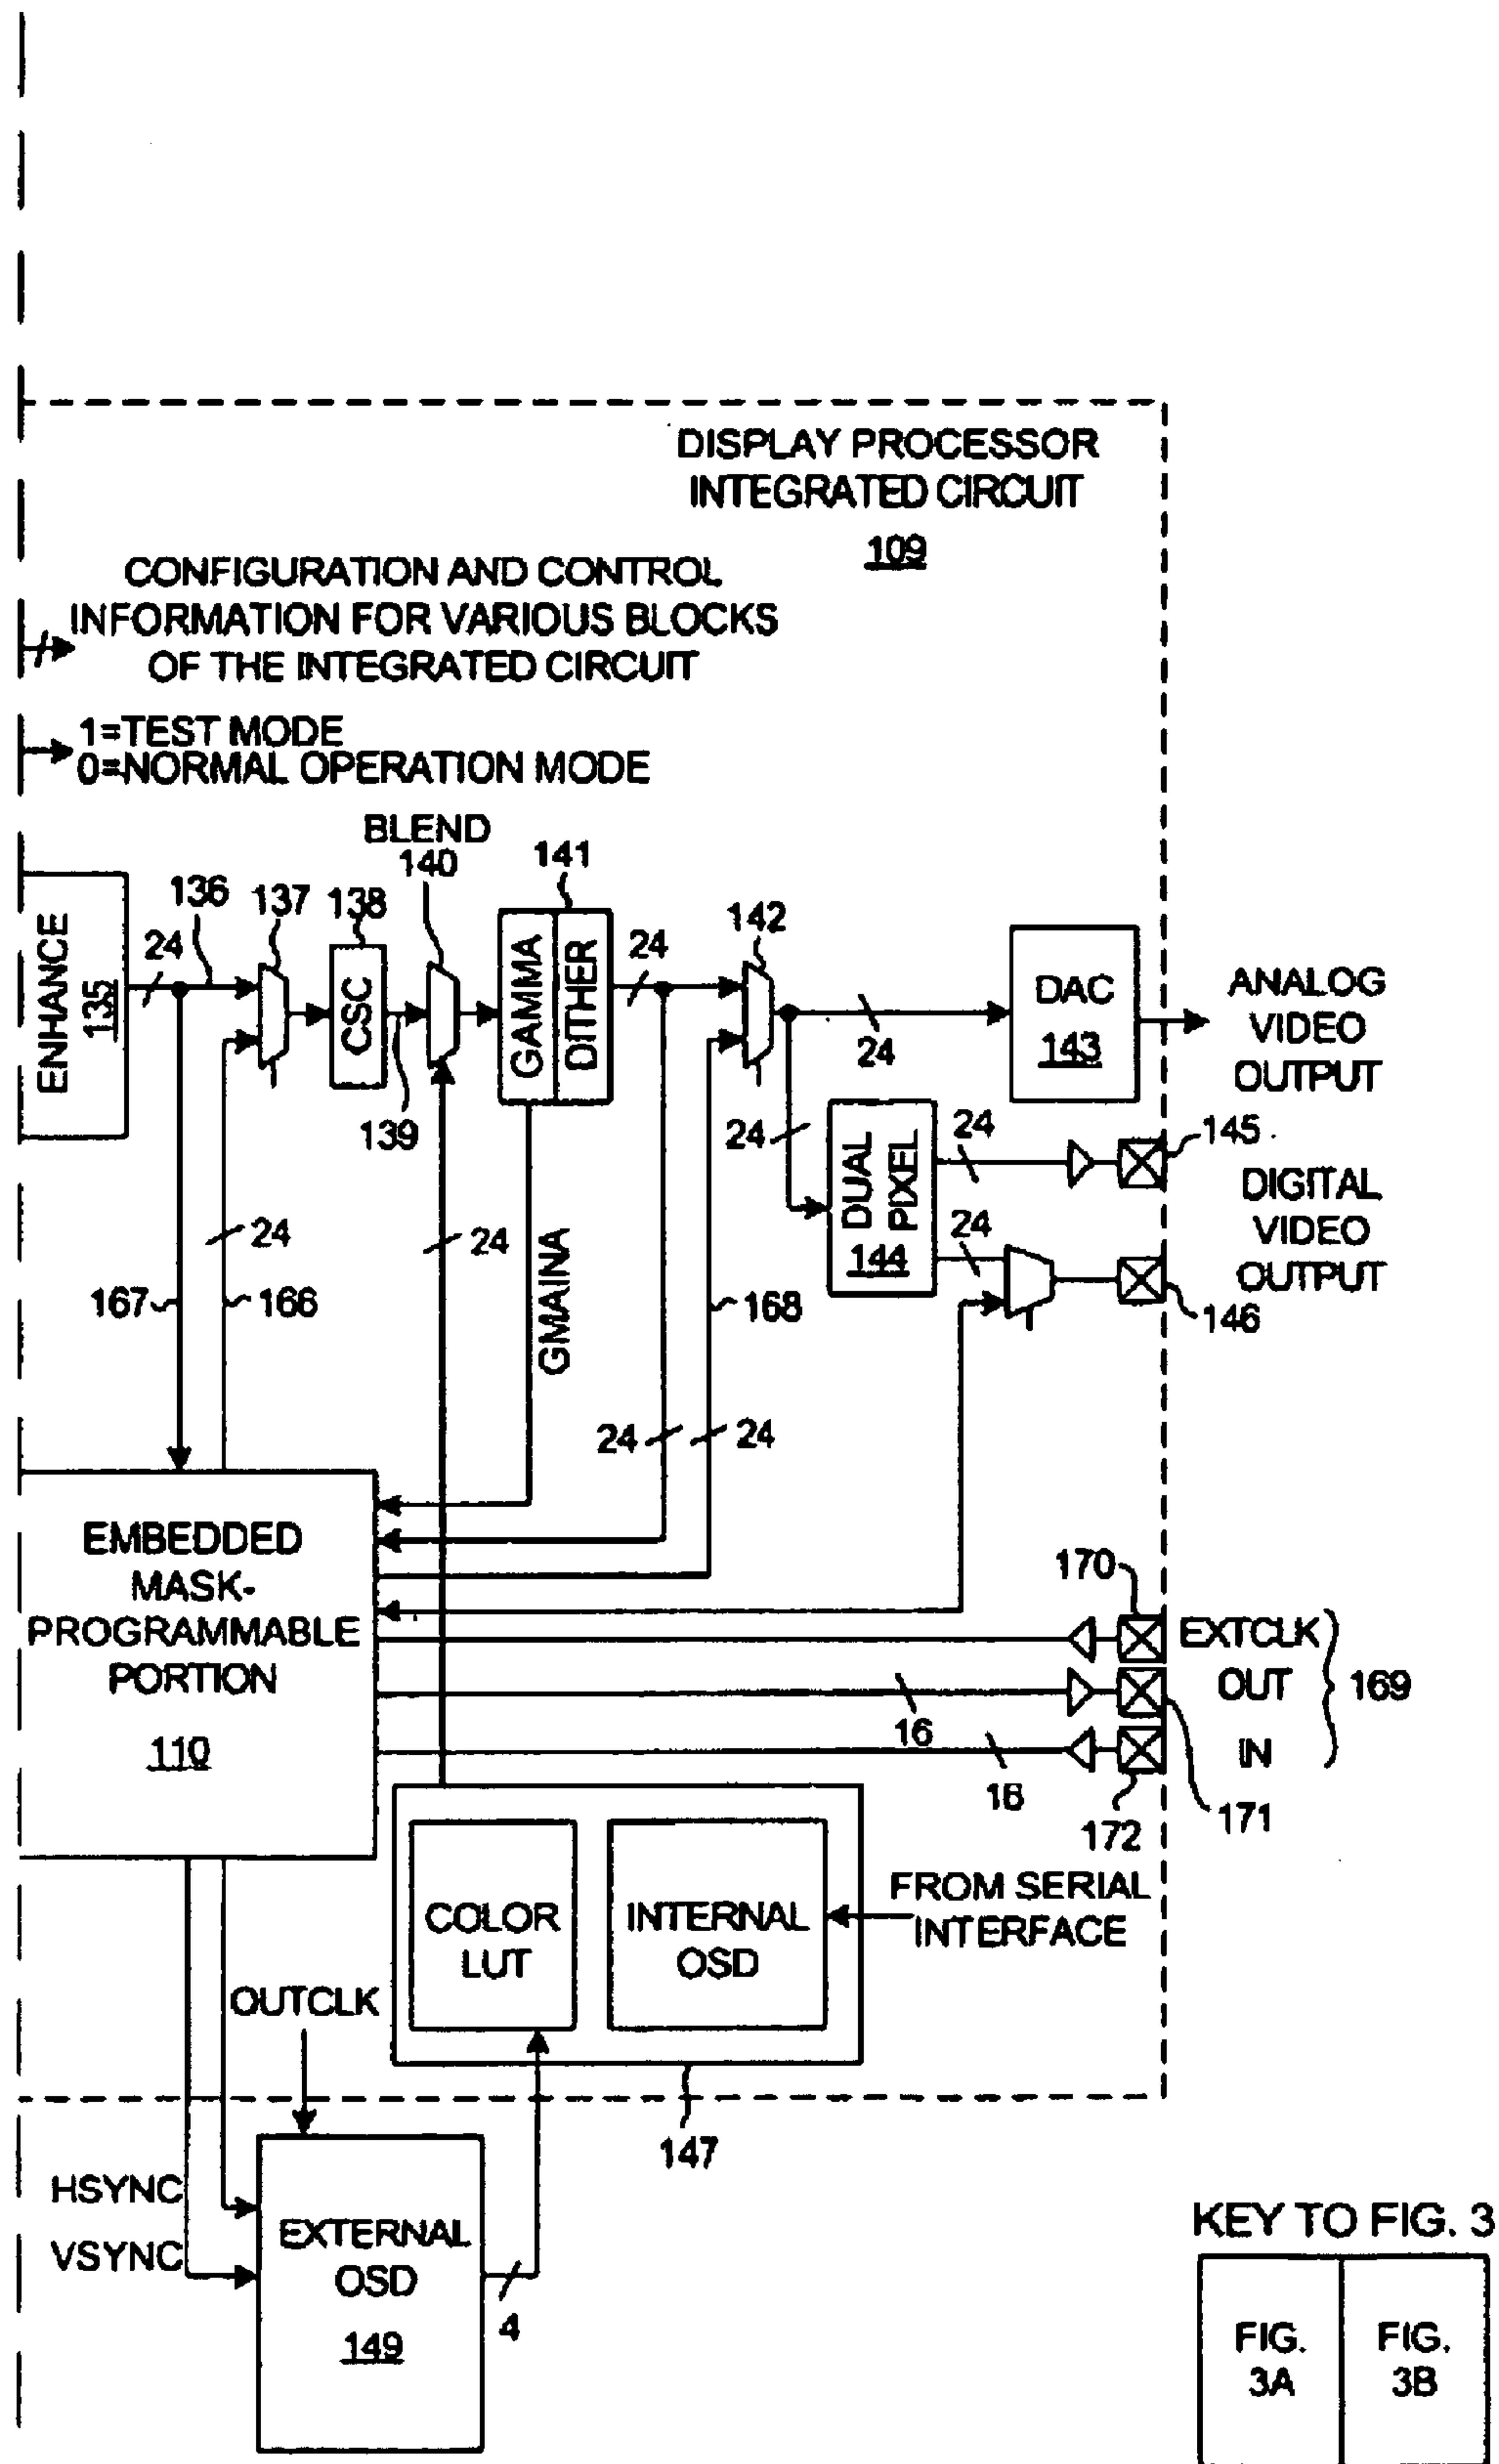 DISPLAY PROCESSOR
INTEGRATED CIRCUIT
109
CONFIGURATION AND CONTROL
INFORMATION FOR VARIOUS BLOCKS
OF THE INTEGRATED CIRCUIT
1=TEST MODE
0=NORMAL OPERATION MODE
BLEND
140
141
136
137
138
142
24
24
ENHANCE
135
CSC
GAMMA
DITHER
DAC
143
ANALOG
VIDEO
OUTPUT
24
139
24
24
145
DUAL
PIXEL
144
DIGITAL
VIDEO
OUTPUT
24
24
24
GMAINA
167
166
168
146
24
24
EMBEDDED
MASK-
PROGRAMMABLE
PORTION
110
170
EXTCLK
OUT
IN
169
16
16
171
172
COLOR
LUT
INTERNAL
OSD
FROM SERIAL
INTERFACE
OUTCLK
147
HSYNC
VSYNC
EXTERNAL
OSD
149
4
KEY TO FIG. 3
FIG.
3A
FIG.
3B